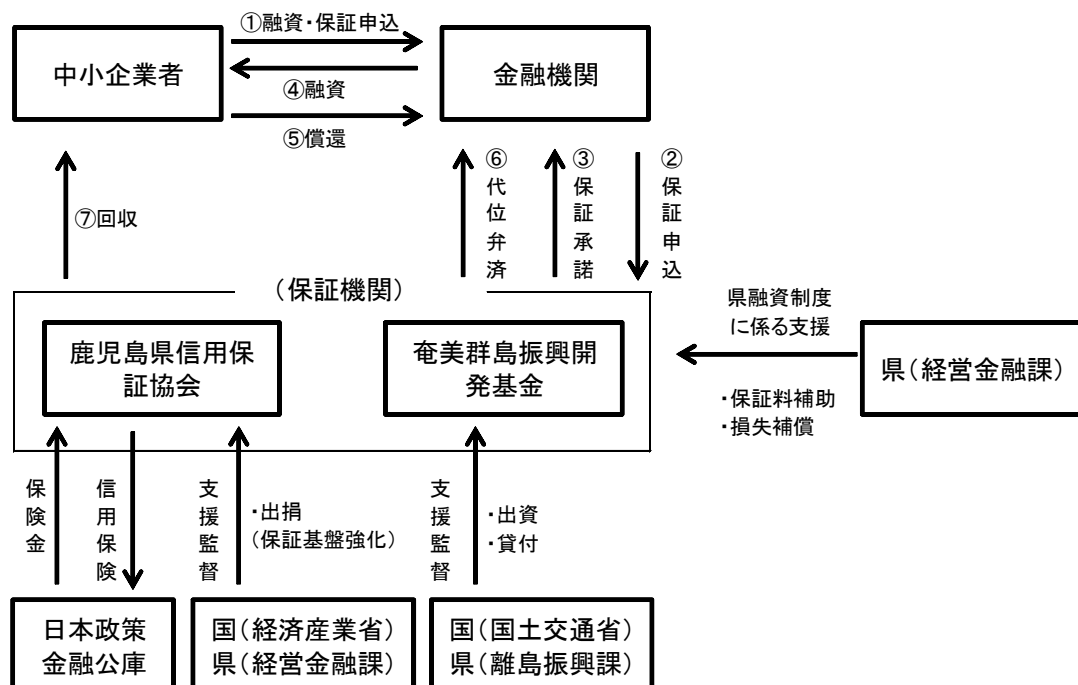 ①融資・保証申込
中小企業者
金融機関
④融資
⑤償還
⑦回収
⑥代位弁済
③保証承諾
②保証申込
（保証機関）
鹿児島県信用保
証協会
奄美群島振興開
発基金
県融資制度
に係る支援
・保証料補助
・損失補償
県（経営金融課）
保険金
信用保険
支援監督
・出捐
（保証基盤強化）
支援監督
・出資
・貸付
日本政策
金融公庫
国（経済産業省）
県（経営金融課）
国（国土交通省）
県（離島振興課）